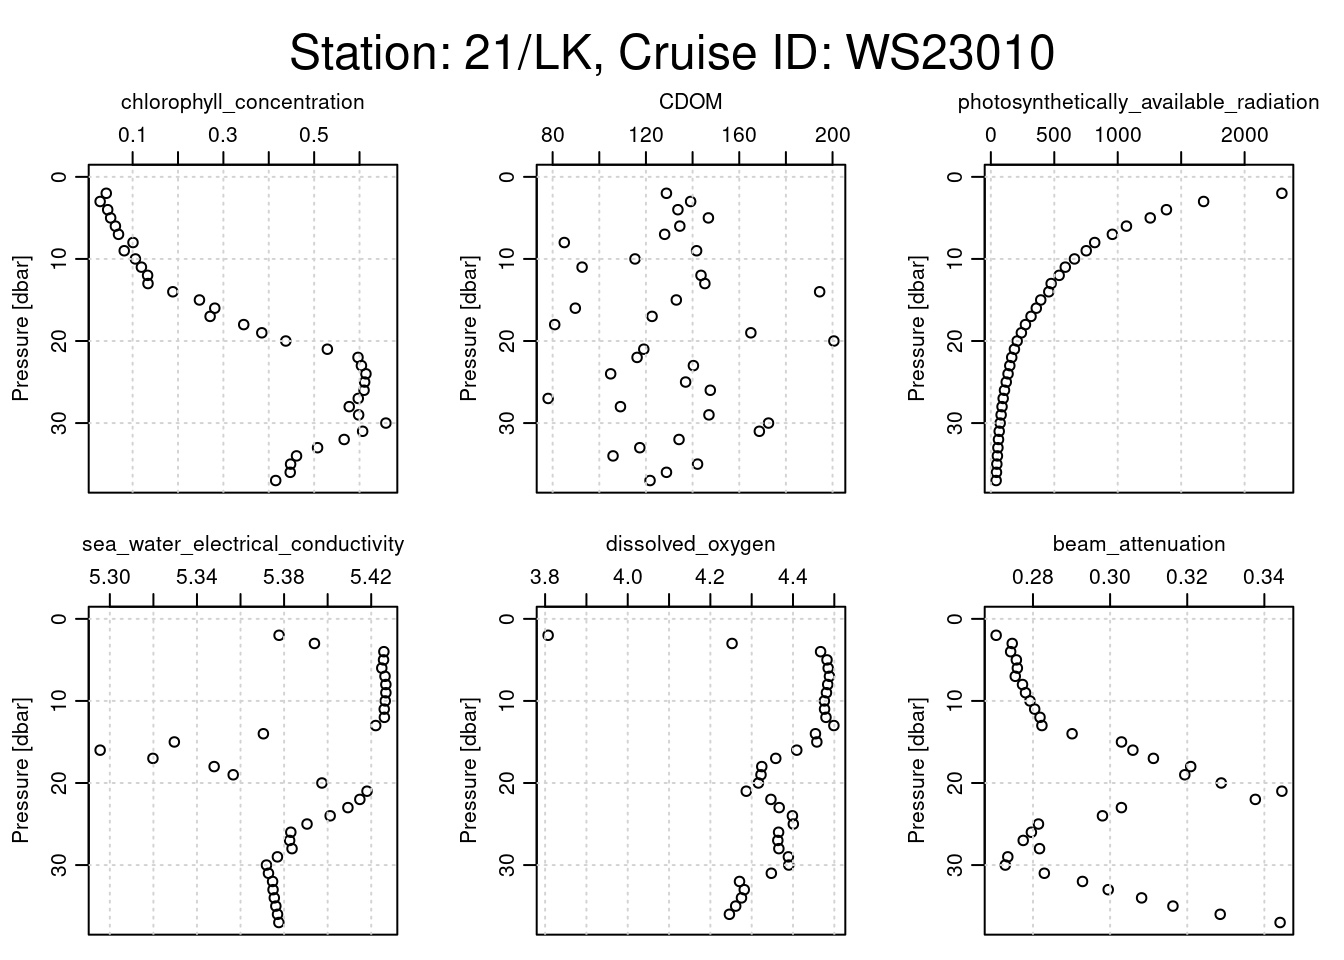 Station: 21/LK, Cruise ID: WS23010
chlorophyll_concentration
0.1 0.3 0.5
Pressure [dbar]
0
10
20
30
CDOM
80 120 160 200
Pressure [dbar]
0
10
20
30
photosynthetically_available_radiation
0 500 1000 2000
Pressure [dbar]
0
10
20
30
sea_water_electrical_conductivity
5.30 5.34 5.38 5.42
Pressure [dbar]
0
10
20
30
dissolved_oxygen
3.8 4.0 4.2 4.4
Pressure [dbar]
0
10
20
30
beam_attenuation
0.28 0.30 0.32 0.34
Pressure [dbar]
0
10
20
30